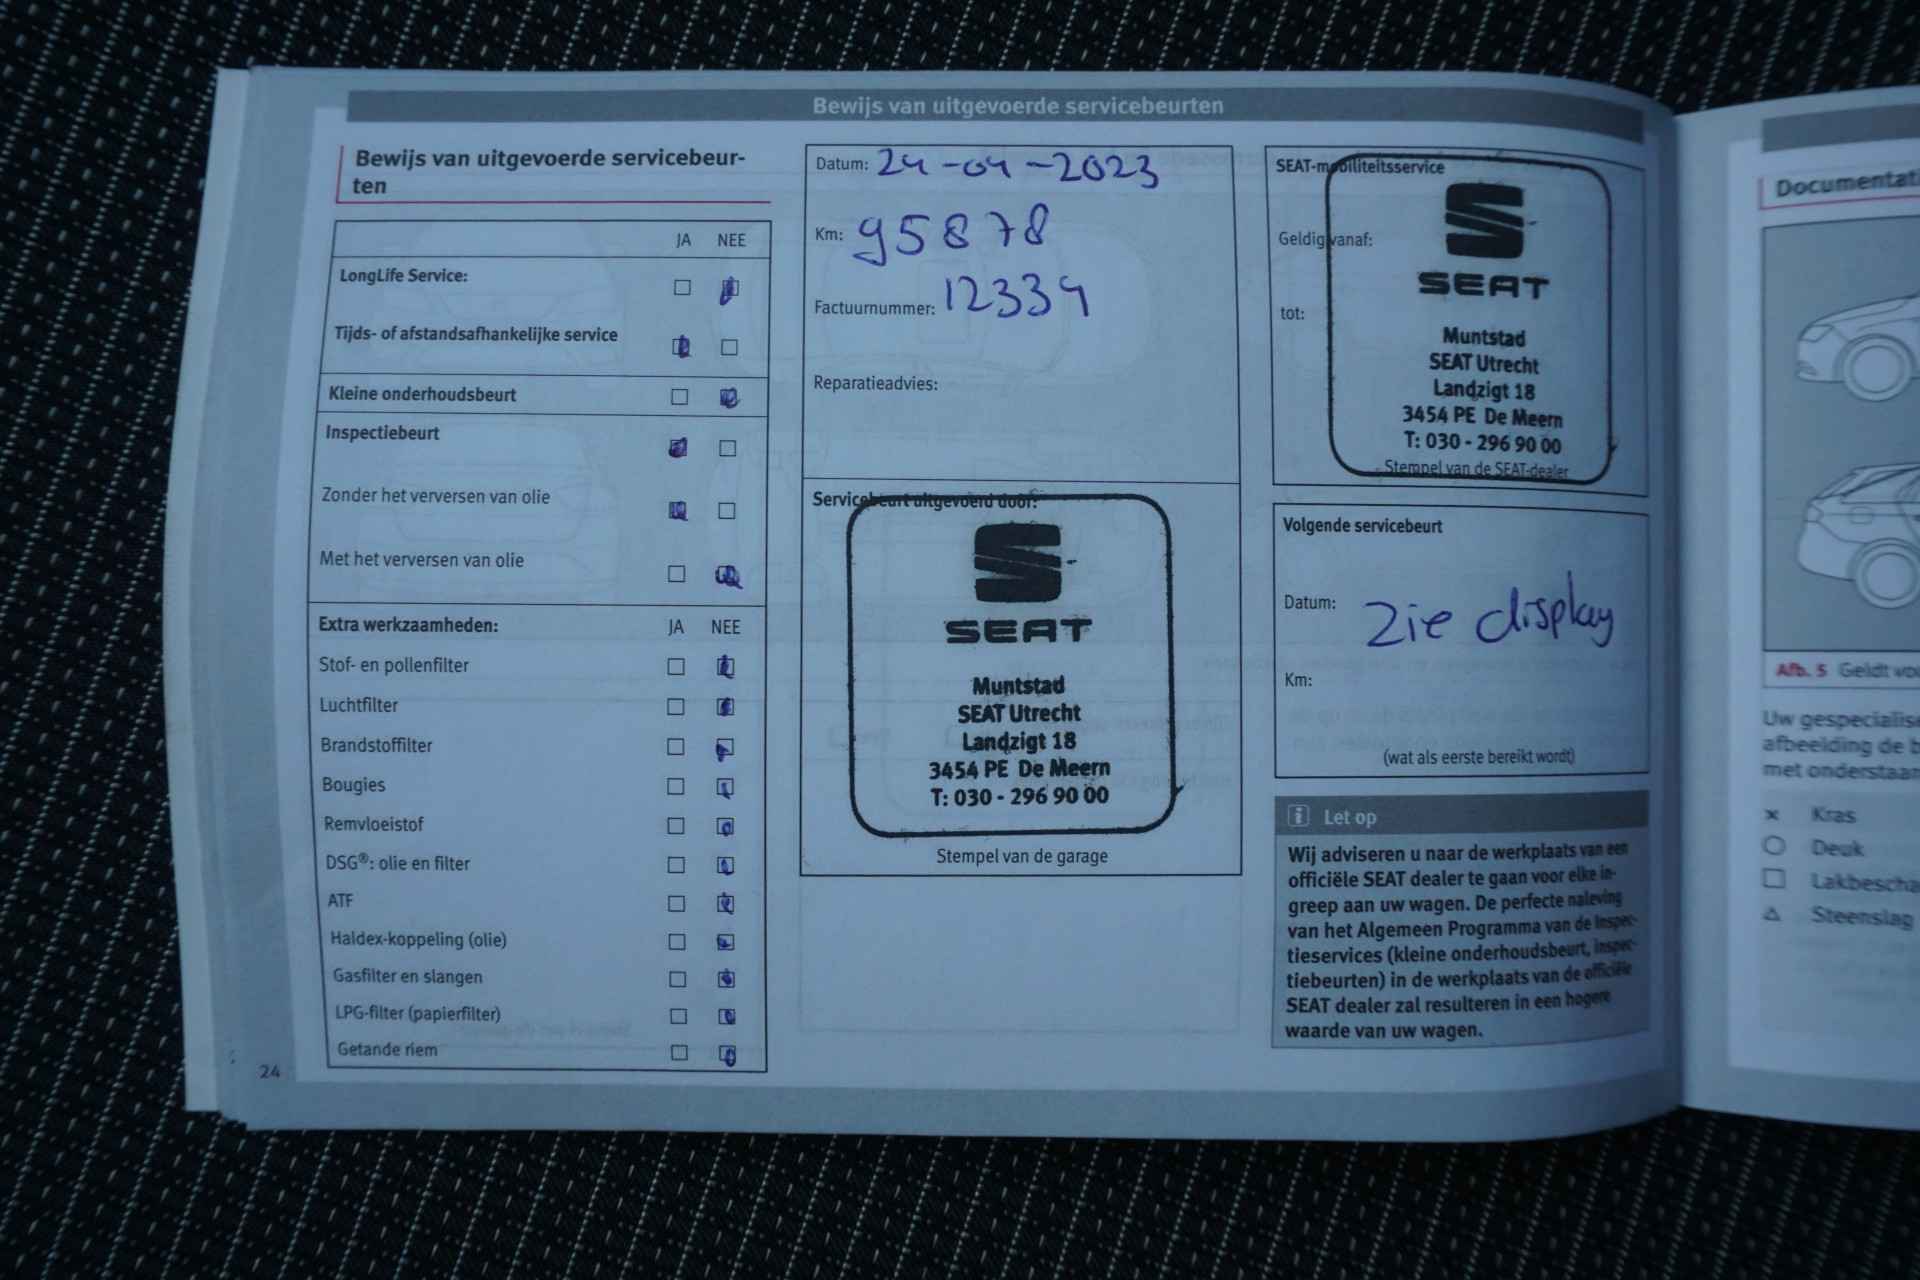 Bewijs van uitgevoerde servicebeurten
Bewijs van uitgevoerde servicebeur-
ten
JA NEE
LongLife Service:
Tijds- of afstandsafhankelijke service
Kleine onderhoudsbeurt
Inspectiebeurt
Zonder het verversen van olie
Met het verversen van olie
Extra werkzaamheden: JA NEE
Stof- en pollenfilter
Luchtfilter
Brandstoffilter
Bougies
Remvloeistof
DSG®: olie en filter
ATF
Haldex-koppeling (olie)
Gasfilter en slangen
LPG-filter (papierfilter)
Getande riem
24
Datum: 24-04-2023
Km: 95878
Factuurnummer: 12334
Reparatieadvies:
Servicebeurt uitgevoerd door:
SEAT
Muntstad
SEAT Utrecht
Landzigt 18
3454 PE De Meern
T: 030 - 296 90 00
Stempel van de garage
SEAT-mobiliteitsservice
Geldig vanaf:
tot:
SEAT
Muntstad
SEAT Utrecht
Landzigt 18
3454 PE De Meern
T: 030 - 296 90 00
Stempel van de SEAT-dealer
Volgende servicebeurt
Datum: Zie display
Km:
(wat als eerste bereikt wordt)
i Let op
Wij adviseren u naar de werkplaats van een
officiële SEAT dealer te gaan voor elke in-
greep aan uw wagen. De perfecte naleving
van het Algemeen Programma van de Inspec-
tieservices (kleine onderhoudsbeurt, inspec-
tiebeurten) in de werkplaats van de officiële
SEAT dealer zal resulteren in een hogere
waarde van uw wagen.
Afb. 5 Geldt
Uw
afbeelding de
met
Kras
Deuk
Steenslag